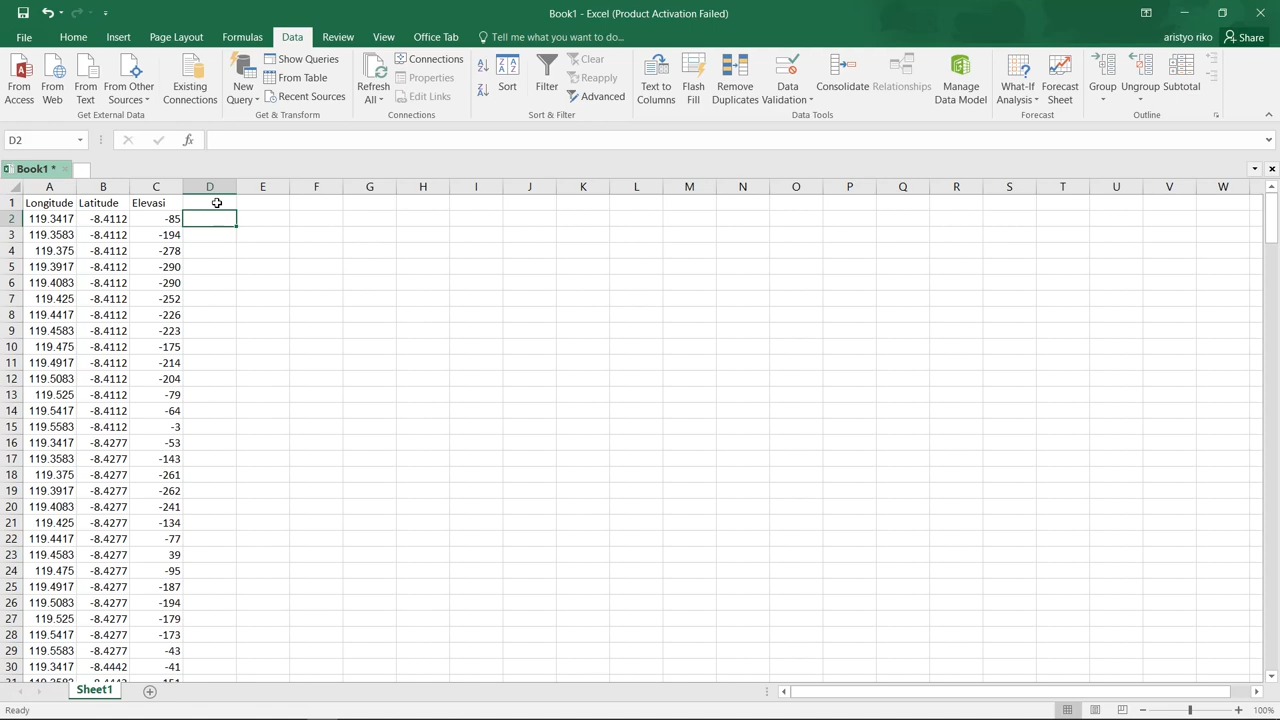 Book1 - Excel (Product Activation Failed)
File Home Insert Page Layout Formulas Data Review View Office Tab Tell me what you want to do... aristyo riko Share
From Access
From Web
From Text
From Other Sources
Existing Connections
Get External Data
New Query
Show Queries
From Table
Recent Sources
Get & Transform
Refresh All
Connections
Properties
Edit Links
Connections
Sort
Filter
Clear
Reapply
Advanced
Sort & Filter
Text to Columns
Flash Fill
Remove Duplicates
Data Validation
Consolidate
Relationships
Manage Data Model
Data Tools
What-If Analysis
Forecast Sheet
Forecast
Group
Ungroup
Subtotal
Outline
D2 fx
Book1 *
A B C D E F G H I J K L M N O P Q R S T U V W
1 Longitude Latitude Elevasi
2 119.3417 -8.4112 -85
3 119.3583 -8.4112 -194
4 119.375 -8.4112 -278
5 119.3917 -8.4112 -290
6 119.4083 -8.4112 -290
7 119.425 -8.4112 -252
8 119.4417 -8.4112 -226
9 119.4583 -8.4112 -223
10 119.475 -8.4112 -175
11 119.4917 -8.4112 -214
12 119.5083 -8.4112 -204
13 119.525 -8.4112 -79
14 119.5417 -8.4112 -64
15 119.5583 -8.4112 -3
16 119.3417 -8.4277 -53
17 119.3583 -8.4277 -143
18 119.375 -8.4277 -261
19 119.3917 -8.4277 -262
20 119.4083 -8.4277 -241
21 119.425 -8.4277 -134
22 119.4417 -8.4277 -77
23 119.4583 -8.4277 39
24 119.475 -8.4277 -95
25 119.4917 -8.4277 -187
26 119.5083 -8.4277 -194
27 119.525 -8.4277 -179
28 119.5417 -8.4277 -173
29 119.5583 -8.4277 -43
30 119.3417 -8.4442 -41
Sheet1
Ready 100%